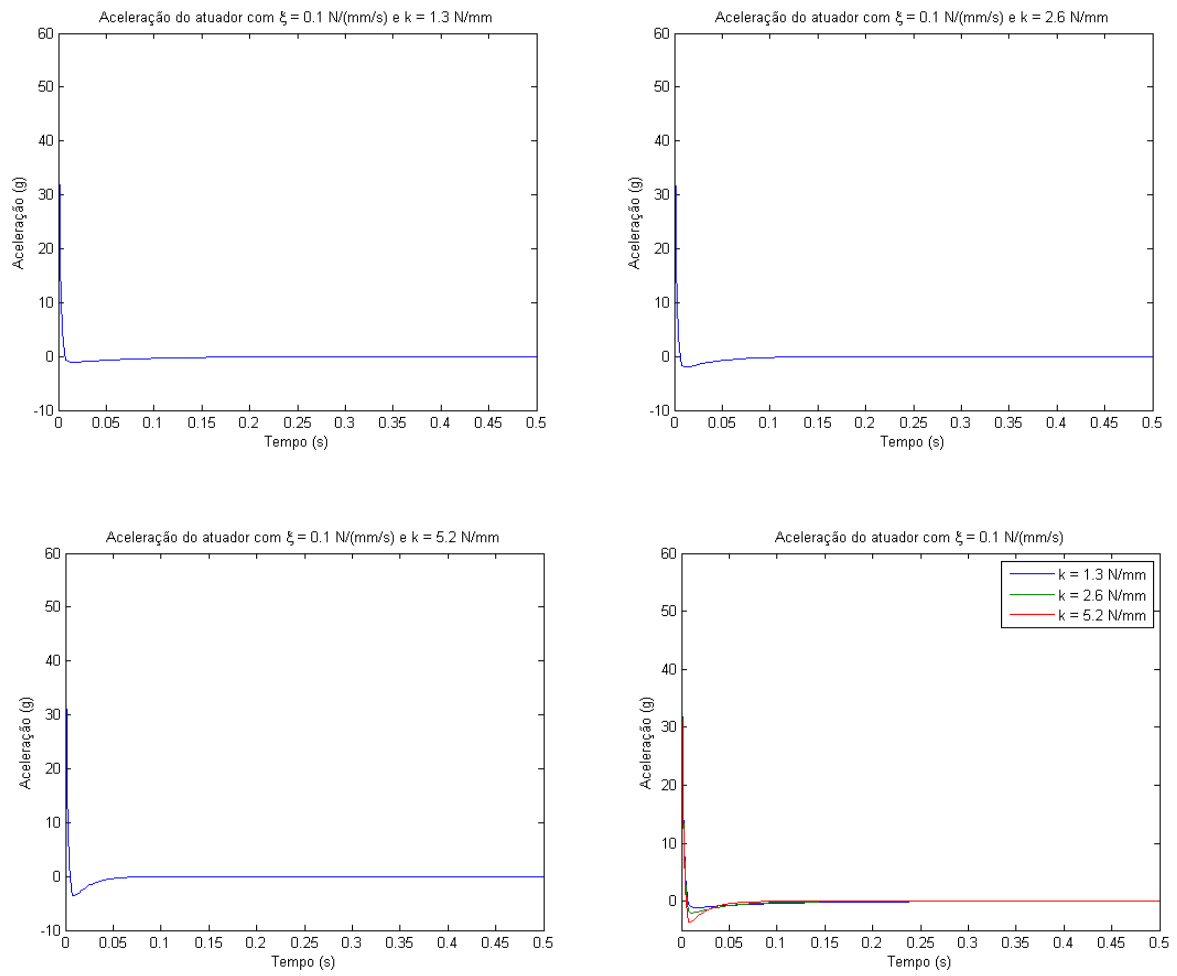 Aceleração do atuador com ξ = 0.1 N/(mm/s) e k = 1.3 N/mm
60
50
40
30
20
10
0
-10
Aceleração (g)
0 0.05 0.1 0.15 0.2 0.25 0.3 0.35 0.4 0.45 0.5
Tempo (s)
Aceleração do atuador com ξ = 0.1 N/(mm/s) e k = 2.6 N/mm
60
50
40
30
20
10
0
-10
Aceleração (g)
0 0.05 0.1 0.15 0.2 0.25 0.3 0.35 0.4 0.45 0.5
Tempo (s)
Aceleração do atuador com ξ = 0.1 N/(mm/s) e k = 5.2 N/mm
60
50
40
30
20
10
0
-10
Aceleração (g)
0 0.05 0.1 0.15 0.2 0.25 0.3 0.35 0.4 0.45 0.5
Tempo (s)
Aceleração do atuador com ξ = 0.1 N/(mm/s)
k = 1.3 N/mm
k = 2.6 N/mm
k = 5.2 N/mm
60
50
40
30
20
10
0
Aceleração (g)
0 0.05 0.1 0.15 0.2 0.25 0.3 0.35 0.4 0.45 0.5
Tempo (s)